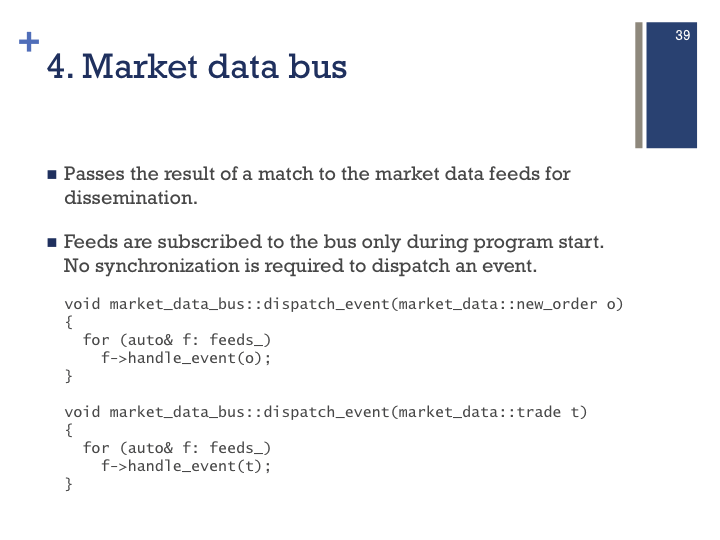 39
+
4. Market data bus
■ Passes the result of a match to the market data feeds for
dissemination.
■ Feeds are subscribed to the bus only during program start.
No synchronization is required to dispatch an event.
void market_data_bus::dispatch_event(market_data::new_order o)
{
  for (auto& f: feeds_)
    f->handle_event(o);
}
void market_data_bus::dispatch_event(market_data::trade t)
{
  for (auto& f: feeds_)
    f->handle_event(t);
}